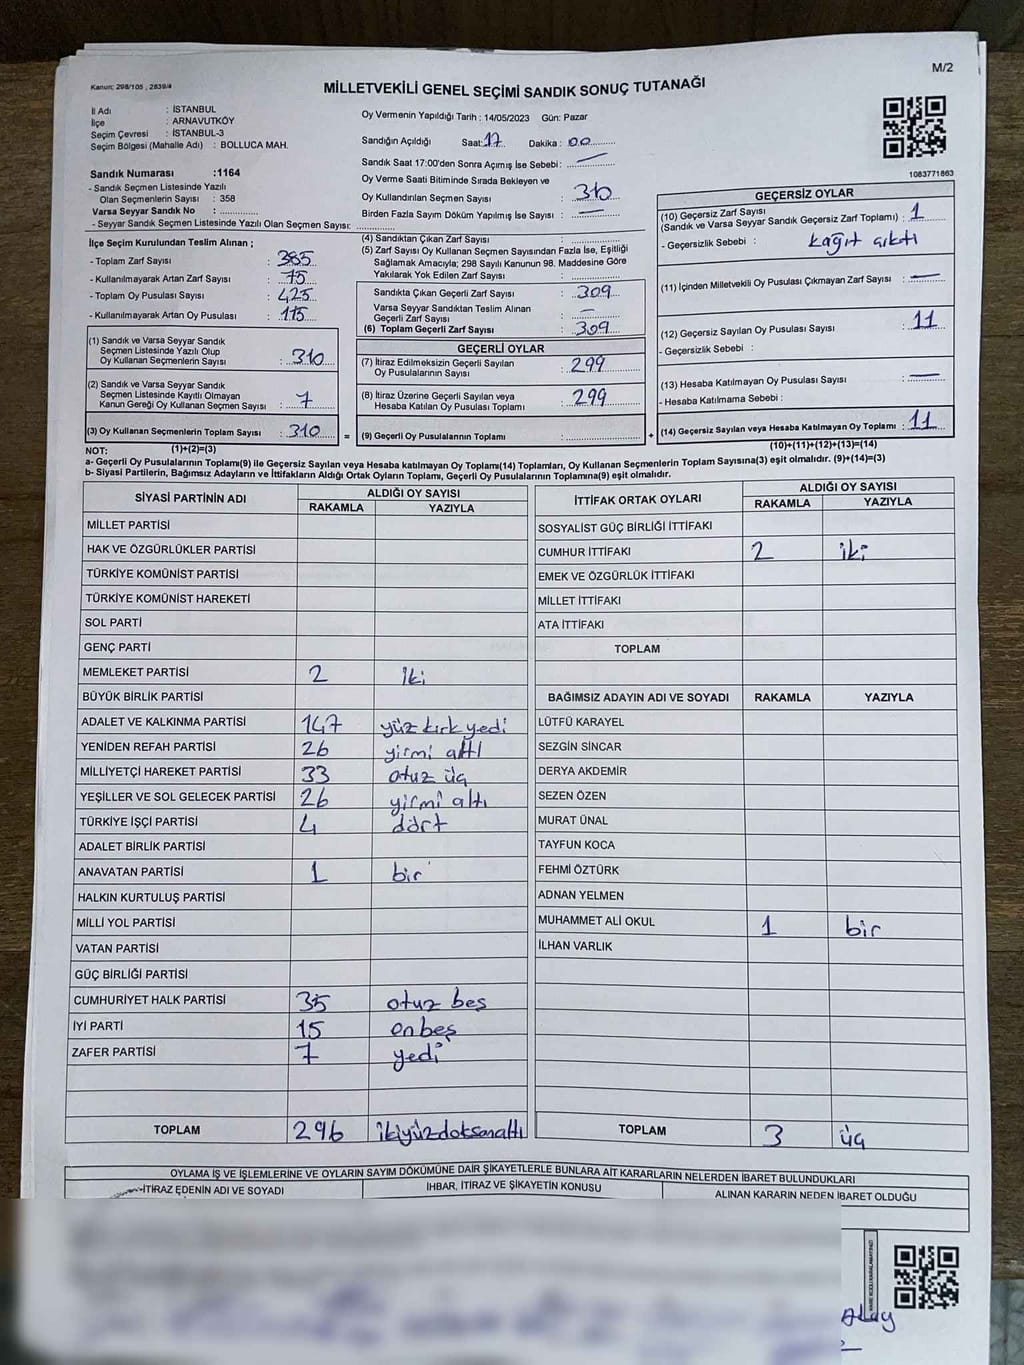 M/2
Kanun; 298/105 , 2839/4
MİLLETVEKİLİ GENEL SEÇİMİ SANDIK SONUÇ TUTANAĞI
İl Adı : İSTANBUL
İlçe : ARNAVUTKÖY
Seçim Çevresi : İSTANBUL-3
Seçim Bölgesi (Mahalle Adı) : BOLLUCA MAH.
Sandık Numarası :1164
- Sandık Seçmen Listesinde Yazılı
Olan Seçmenlerin Sayısı : 358
Varsa Seyyar Sandık No :
- Seyyar Sandık Seçmen Listesinde Yazılı Olan Seçmen Sayısı:
Oy Vermenin Yapıldığı Tarih : 14/05/2023 Gün: Pazar
Sandığın Açıldığı Saat: 17 Dakika : 00
Sandık Saat 17:00'den Sonra Açımış İse Sebebi: —
Oy Verme Saati Bitiminde Sırada Bekleyen ve
Oy Kullandırılan Seçmen Sayısı : 310
Birden Fazla Sayım Döküm Yapılmış İse Sayısı : —
1083771863
İlçe Seçim Kurulundan Teslim Alınan ;
- Toplam Zarf Sayısı : 385
- Kullanılmayarak Artan Zarf Sayısı : 75
- Toplam Oy Pusulası Sayısı : 425
- Kullanılmayarak Artan Oy Pusulası : 115
(4) Sandıktan Çıkan Zarf Sayısı :
(5) Zarf Sayısı Oy Kullanan Seçmen Sayısından Fazla İse, Eşitliği
Sağlamak Amacıyla; 298 Sayılı Kanunun 98. Maddesine Göre
Yakılarak Yok Edilen Zarf Sayısı :
Sandıkta Çıkan Geçerli Zarf Sayısı : 309
Varsa Seyyar Sandıktan Teslim Alınan
Geçerli Zarf Sayısı : —
(6) Toplam Geçerli Zarf Sayısı : 309
GEÇERSİZ OYLAR
(10) Geçersiz Zarf Sayısı : 1
(Sandık ve Varsa Seyyar Sandık Geçersiz Zarf Toplamı)
- Geçersizlik Sebebi : kağıt çıktı
(11) İçinden Milletvekili Oy Pusulası Çıkmayan Zarf Sayısı : —
(12) Geçersiz Sayılan Oy Pusulası Sayısı : 11
- Geçersizlik Sebebi :
(13) Hesaba Katılmayan Oy Pusulası Sayısı : —
- Hesaba Katılmama Sebebi :
(14) Geçersiz Sayılan veya Hesaba Katılmayan Oy Toplamı : 11
(10)+(11)+(12)+(13)=(14)
(1) Sandık ve Varsa Seyyar Sandık
Seçmen Listesinde Yazılı Olup
Oy Kullanan Seçmenlerin Sayısı : 310
(2) Sandık ve Varsa Seyyar Sandık
Seçmen Listesinde Kayıtlı Olmayan
Kanun Gereği Oy Kullanan Seçmen Sayısı : 7
(3) Oy Kullanan Seçmenlerin Toplam Sayısı : 310 =
GEÇERLİ OYLAR
(7) İtiraz Edilmeksizin Geçerli Sayılan
Oy Pusulalarının Sayısı : 299
(8) İtiraz Üzerine Geçerli Sayılan veya
Hesaba Katılan Oy Pusulası Toplamı : 299
(9) Geçerli Oy Pusulalarının Toplamı : +
NOT: (1)+(2)=(3)
a- Geçerli Oy Pusulalarının Toplamı(9) ile Geçersiz Sayılan veya Hesaba katılmayan Oy Toplamı(14) Toplamları, Oy Kullanan Seçmenlerin Toplam Sayısına(3) eşit olmalıdır. (9)+(14)=(3)
b- Siyasi Partilerin, Bağımsız Adayların ve İttifakların Aldığı Ortak Oyların Toplamı, Geçerli Oy Pusulalarının Toplamına(9) eşit olmalıdır.
SİYASİ PARTİNİN ADI ALDIĞI OY SAYISI
RAKAMLA YAZIYLA
MİLLET PARTİSİ
HAK VE ÖZGÜRLÜKLER PARTİSİ
TÜRKİYE KOMÜNİST PARTİSİ
TÜRKİYE KOMÜNİST HAREKETİ
SOL PARTİ
GENÇ PARTİ
MEMLEKET PARTİSİ 2 iki
BÜYÜK BİRLİK PARTİSİ
ADALET VE KALKINMA PARTİSİ 147 yüz kırk yedi
YENİDEN REFAH PARTİSİ 26 yirmi altı
MİLLİYETÇİ HAREKET PARTİSİ 33 otuz üç
YEŞİLLER VE SOL GELECEK PARTİSİ 26 yirmi altı
TÜRKİYE İŞÇİ PARTİSİ 4 dört
ADALET BİRLİK PARTİSİ
ANAVATAN PARTİSİ 1 bir
HALKIN KURTULUŞ PARTİSİ
MİLLİ YOL PARTİSİ
VATAN PARTİSİ
GÜÇ BİRLİĞİ PARTİSİ
CUMHURİYET HALK PARTİSİ 35 otuz beş
İYİ PARTİ 15 onbeş
ZAFER PARTİSİ 7 yedi
TOPLAM 296 ikiyüzdoksanaltı
İTTİFAK ORTAK OYLARI ALDIĞI OY SAYISI
RAKAMLA YAZIYLA
SOSYALİST GÜÇ BİRLİĞİ İTTİFAKI
CUMHUR İTTİFAKI 2 iki
EMEK VE ÖZGÜRLÜK İTTİFAKI
MİLLET İTTİFAKI
ATA İTTİFAKI
TOPLAM
BAĞIMSIZ ADAYIN ADI VE SOYADI RAKAMLA YAZIYLA
LÜTFÜ KARAYEL
SEZGİN SİNCAR
DERYA AKDEMİR
SEZEN ÖZEN
MURAT ÜNAL
TAYFUN KOCA
FEHMİ ÖZTÜRK
ADNAN YELMEN
MUHAMMET ALİ OKUL 1 bir
İLHAN VARLIK
TOPLAM 3 üç
OYLAMA İŞ VE İŞLEMLERİNE VE OYLARIN SAYIM DÖKÜMÜNE DAİR ŞİKAYETLERLE BUNLARA AİT KARARLARIN NELERDEN İBARET BULUNDUKLARI
İTİRAZ EDENİN ADI VE SOYADI İHBAR, İTİRAZ VE ŞİKAYETİN KONUSU ALINAN KARARIN NEDEN İBARET OLDUĞU